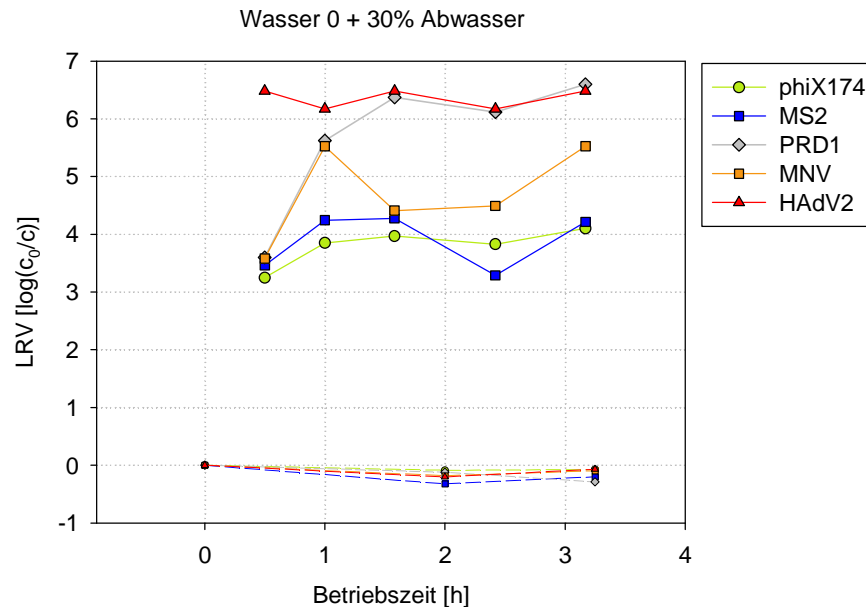 Wasser 0 + 30% Abwasser
LRV [log(c₀/c)]
7
6
5
4
3
2
1
0
-1
0 1 2 3 4
Betriebszeit [h]
phiX174
MS2
PRD1
MNV
HAdV2